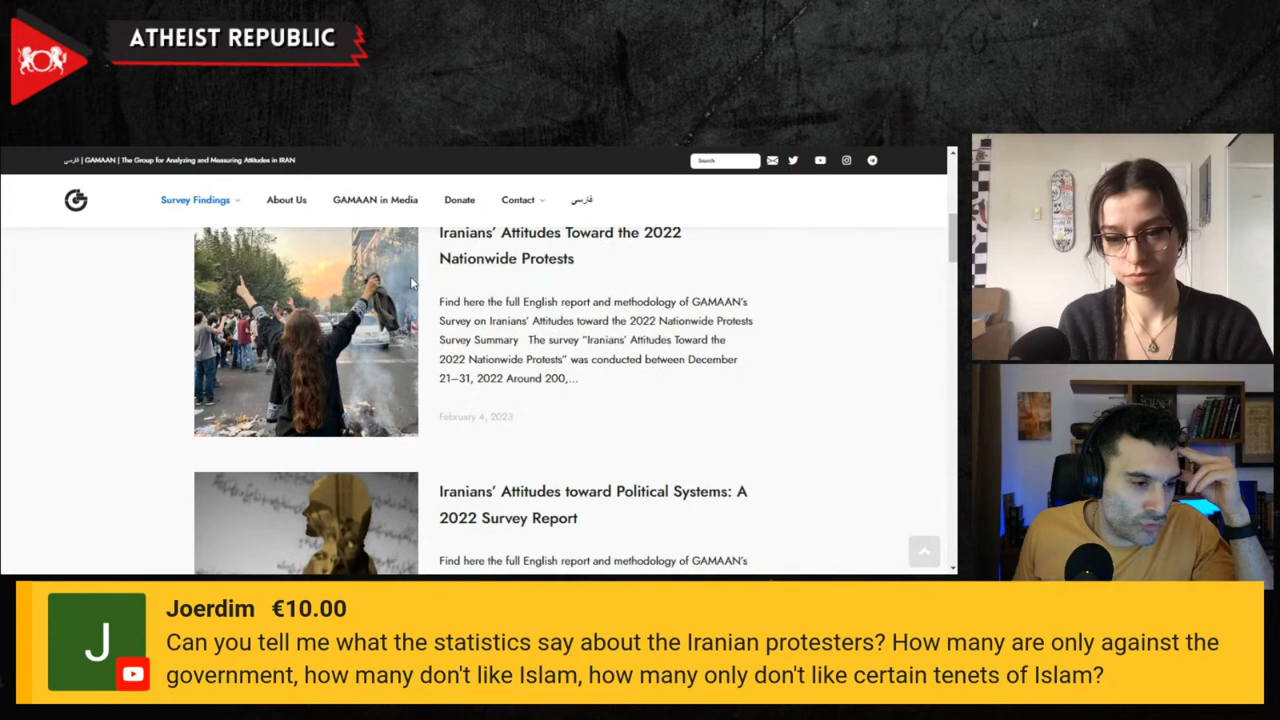 ATHEIST REPUBLIC
فارسی | GAMAAN | The Group for Analyzing and Measuring Attitudes in IRAN
Search
Survey Findings
About Us
GAMAAN in Media
Donate
Contact
فارسی
Iranians’ Attitudes Toward the 2022
Nationwide Protests
Find here the full English report and methodology of GAMAAN’s
Survey on Iranians’ Attitudes toward the 2022 Nationwide Protests
Survey Summary The survey “Iranians’ Attitudes Toward the
2022 Nationwide Protests” was conducted between December
21–31, 2022 Around 200,...
February 4, 2023
Iranians’ Attitudes toward Political Systems: A
2022 Survey Report
Find here the full English report and methodology of GAMAAN’s
J
Joerdim €10.00
Can you tell me what the statistics say about the Iranian protesters? How many are only against the
government, how many don't like Islam, how many only don't like certain tenets of Islam?